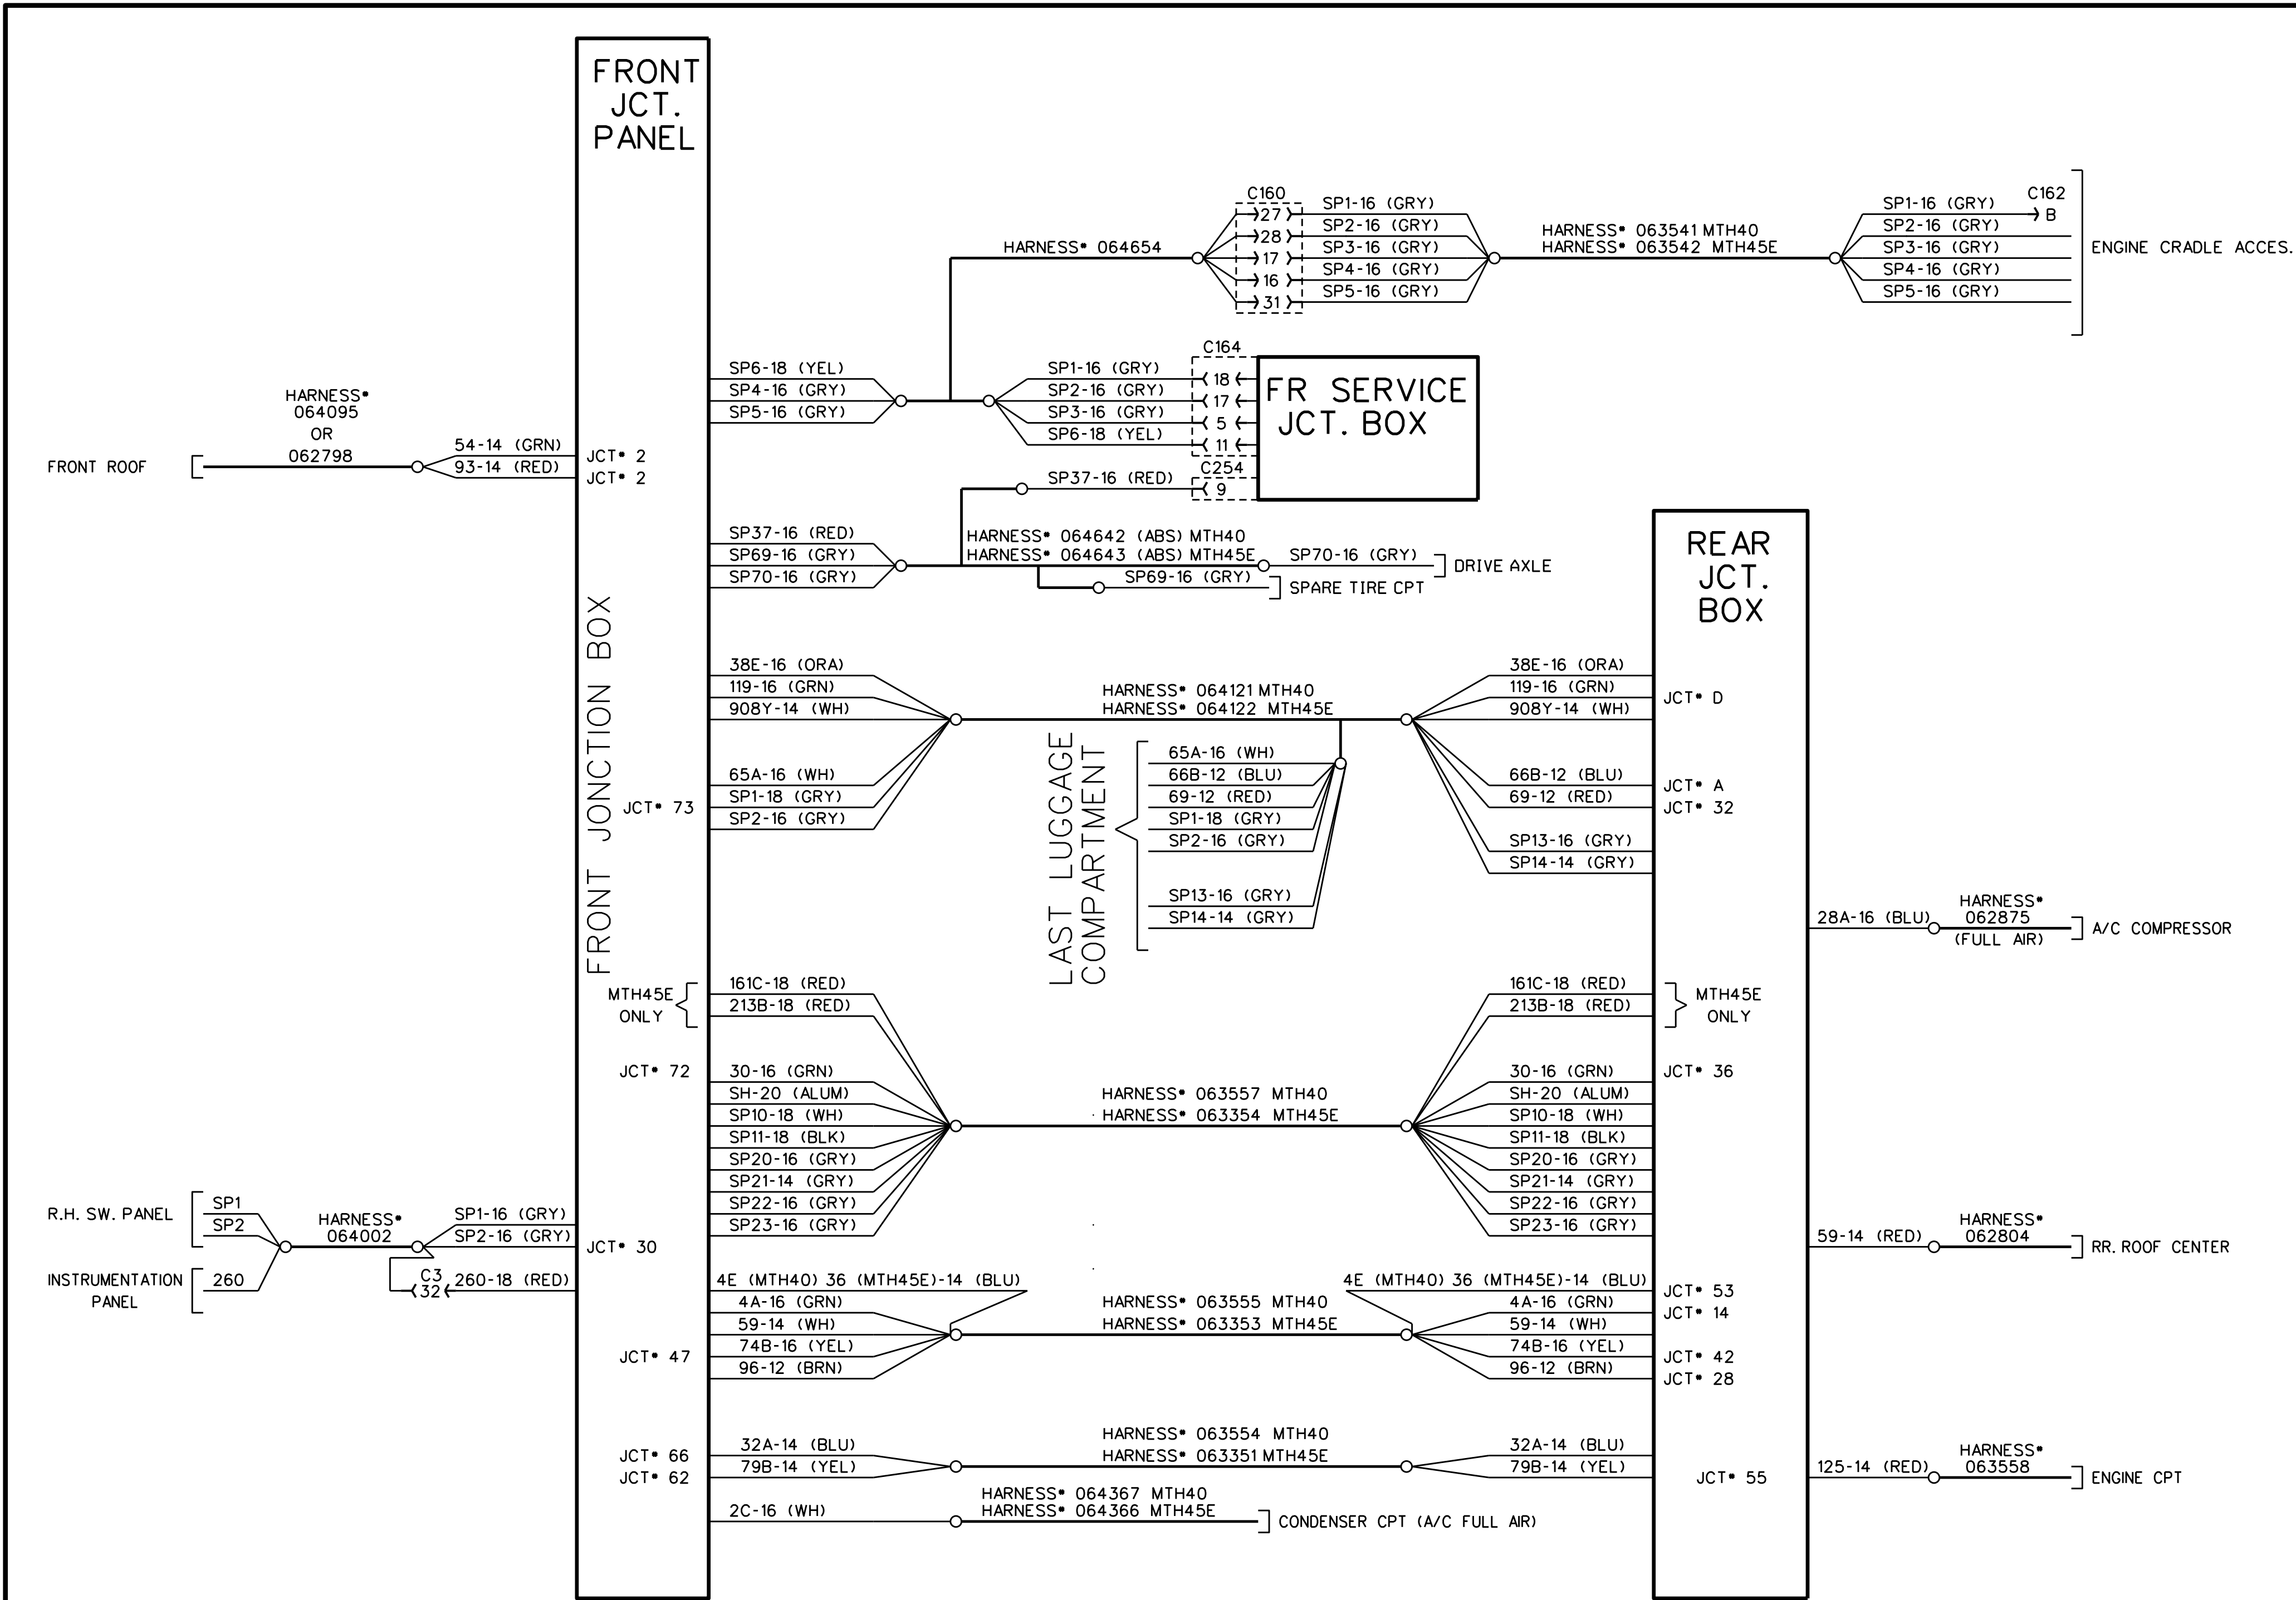 FRONT
JCT.
PANEL
C160
27
28
17
16
31
SP1-16 (GRY)
SP2-16 (GRY)
SP3-16 (GRY)
SP4-16 (GRY)
SP5-16 (GRY)
HARNESS* 064654
HARNESS* 063541 MTH40
HARNESS* 063542 MTH45E
SP1-16 (GRY)
SP2-16 (GRY)
SP3-16 (GRY)
SP4-16 (GRY)
SP5-16 (GRY)
C162
B
ENGINE CRADLE ACCES.
SP6-18 (YEL)
SP4-16 (GRY)
SP5-16 (GRY)
SP1-16 (GRY)
SP2-16 (GRY)
SP3-16 (GRY)
SP6-18 (YEL)
C164
18
17
5
11
FR SERVICE
JCT. BOX
SP37-16 (RED)
C254
9
FRONT ROOF
HARNESS*
064095
OR
062798
54-14 (GRN)
93-14 (RED)
JCT* 2
JCT* 2
SP37-16 (RED)
SP69-16 (GRY)
SP70-16 (GRY)
HARNESS* 064642 (ABS) MTH40
HARNESS* 064643 (ABS) MTH45E
SP70-16 (GRY)
DRIVE AXLE
SP69-16 (GRY)
SPARE TIRE CPT
REAR
JCT.
BOX
FRONT JONCTION BOX
38E-16 (ORA)
119-16 (GRN)
908Y-14 (WH)
65A-16 (WH)
SP1-18 (GRY)
SP2-16 (GRY)
JCT* 73
HARNESS* 064121 MTH40
HARNESS* 064122 MTH45E
LAST LUGGAGE
COMPARTMENT
65A-16 (WH)
66B-12 (BLU)
69-12 (RED)
SP1-18 (GRY)
SP2-16 (GRY)
SP13-16 (GRY)
SP14-14 (GRY)
38E-16 (ORA)
119-16 (GRN)
908Y-14 (WH)
66B-12 (BLU)
69-12 (RED)
SP13-16 (GRY)
SP14-14 (GRY)
JCT* D
JCT* A
JCT* 32
28A-16 (BLU)
HARNESS*
062875
(FULL AIR)
A/C COMPRESSOR
MTH45E
ONLY
161C-18 (RED)
213B-18 (RED)
JCT* 72
30-16 (GRN)
SH-20 (ALUM)
SP10-18 (WH)
SP11-18 (BLK)
SP20-16 (GRY)
SP21-14 (GRY)
SP22-16 (GRY)
SP23-16 (GRY)
HARNESS* 063557 MTH40
HARNESS* 063354 MTH45E
161C-18 (RED)
213B-18 (RED)
MTH45E
ONLY
30-16 (GRN)
SH-20 (ALUM)
SP10-18 (WH)
SP11-18 (BLK)
SP20-16 (GRY)
SP21-14 (GRY)
SP22-16 (GRY)
SP23-16 (GRY)
JCT* 36
R.H. SW. PANEL
SP1
SP2
INSTRUMENTATION
PANEL
260
HARNESS*
064002
SP1-16 (GRY)
SP2-16 (GRY)
JCT* 30
C3
32
260-18 (RED)
59-14 (RED)
HARNESS*
062804
RR. ROOF CENTER
4E (MTH40) 36 (MTH45E)-14 (BLU)
4A-16 (GRN)
59-14 (WH)
74B-16 (YEL)
96-12 (BRN)
JCT* 47
HARNESS* 063555 MTH40
HARNESS* 063353 MTH45E
4E (MTH40) 36 (MTH45E)-14 (BLU)
4A-16 (GRN)
59-14 (WH)
74B-16 (YEL)
96-12 (BRN)
JCT* 53
JCT* 14
JCT* 42
JCT* 28
JCT* 66
JCT* 62
32A-14 (BLU)
79B-14 (YEL)
HARNESS* 063554 MTH40
HARNESS* 063351 MTH45E
32A-14 (BLU)
79B-14 (YEL)
JCT* 55
125-14 (RED)
HARNESS*
063558
ENGINE CPT
2C-16 (WH)
HARNESS* 064367 MTH40
HARNESS* 064366 MTH45E
CONDENSER CPT (A/C FULL AIR)